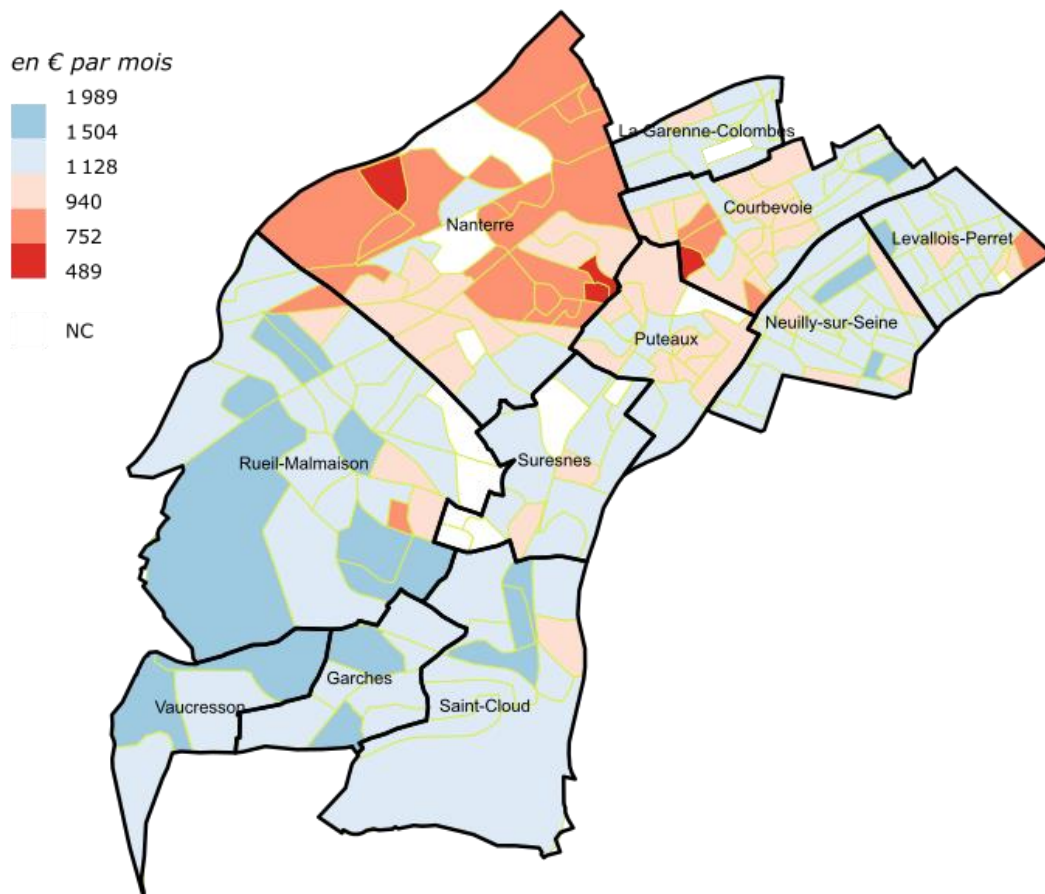 en € par mois
1 989
1 504
1 128
940
752
489
NC
La Garenne-Colombes
Courbevoie
Nanterre
Levallois-Perret
Neuilly-sur-Seine
Puteaux
Rueil-Malmaison
Suresnes
Garches
Vaucresson
Saint-Cloud